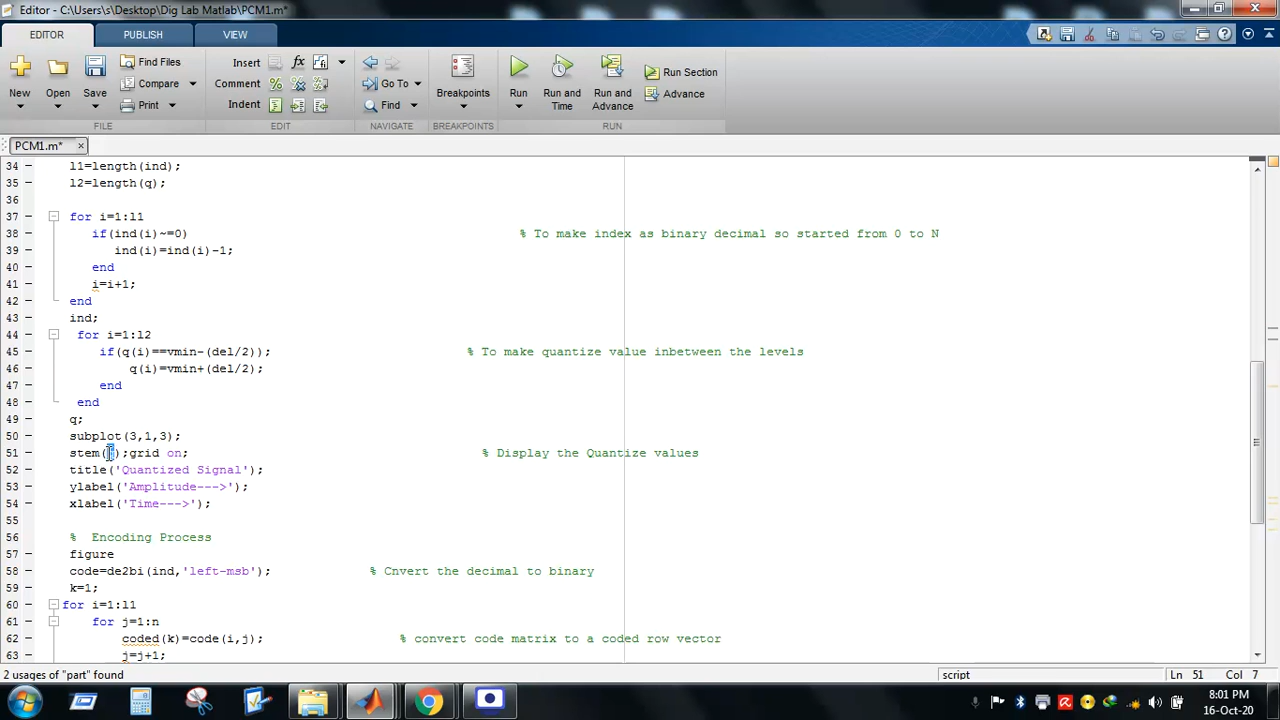 Editor - C:\Users\s\Desktop\Dig Lab Matlab\PCM1.m*
EDITOR PUBLISH VIEW
New Open Save Find Files Compare Print
Insert Comment Indent
Go To Find
Breakpoints
Run Run and Time Run and Advance Run Section Advance
FILE EDIT NAVIGATE BREAKPOINTS RUN
PCM1.m*
34 l1=length(ind);
35 l2=length(q);
36
37 for i=1:l1
38 if(ind(i)~=0) % To make index as binary decimal so started from 0 to N
39 ind(i)=ind(i)-1;
40 end
41 i=i+1;
42 end
43 ind;
44 for i=1:l2
45 if(q(i)==vmin-(del/2)); % To make quantize value inbetween the levels
46 q(i)=vmin+(del/2);
47 end
48 end
49 q;
50 subplot(3,1,3);
51 stem( );grid on; % Display the Quantize values
52 title('Quantized Signal');
53 ylabel('Amplitude--->');
54 xlabel('Time--->');
55
56 % Encoding Process
57 figure
58 code=de2bi(ind,'left-msb'); % Cnvert the decimal to binary
59 k=1;
60 for i=1:l1
61 for j=1:n
62 coded(k)=code(i,j); % convert code matrix to a coded row vector
63 j=j+1;
2 usages of "part" found script Ln 51 Col 7
8:01 PM
16-Oct-20